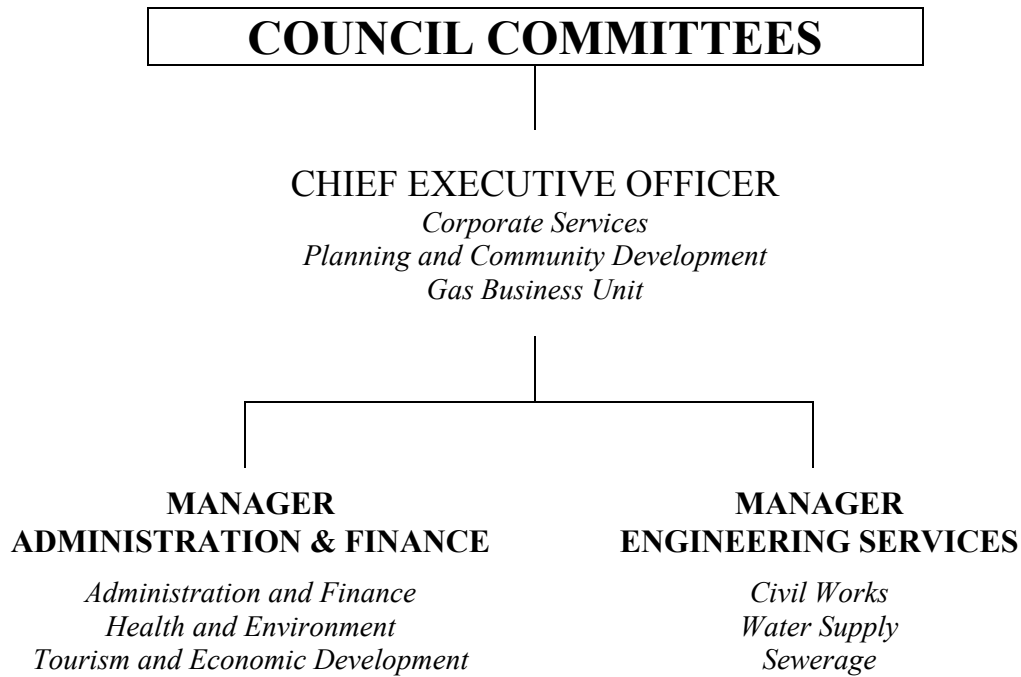 COUNCIL COMMITTEES
CHIEF EXECUTIVE OFFICER
Corporate Services
Planning and Community Development
Gas Business Unit
MANAGER
ADMINISTRATION & FINANCE
Administration and Finance
Health and Environment
Tourism and Economic Development
MANAGER
ENGINEERING SERVICES
Civil Works
Water Supply
Sewerage